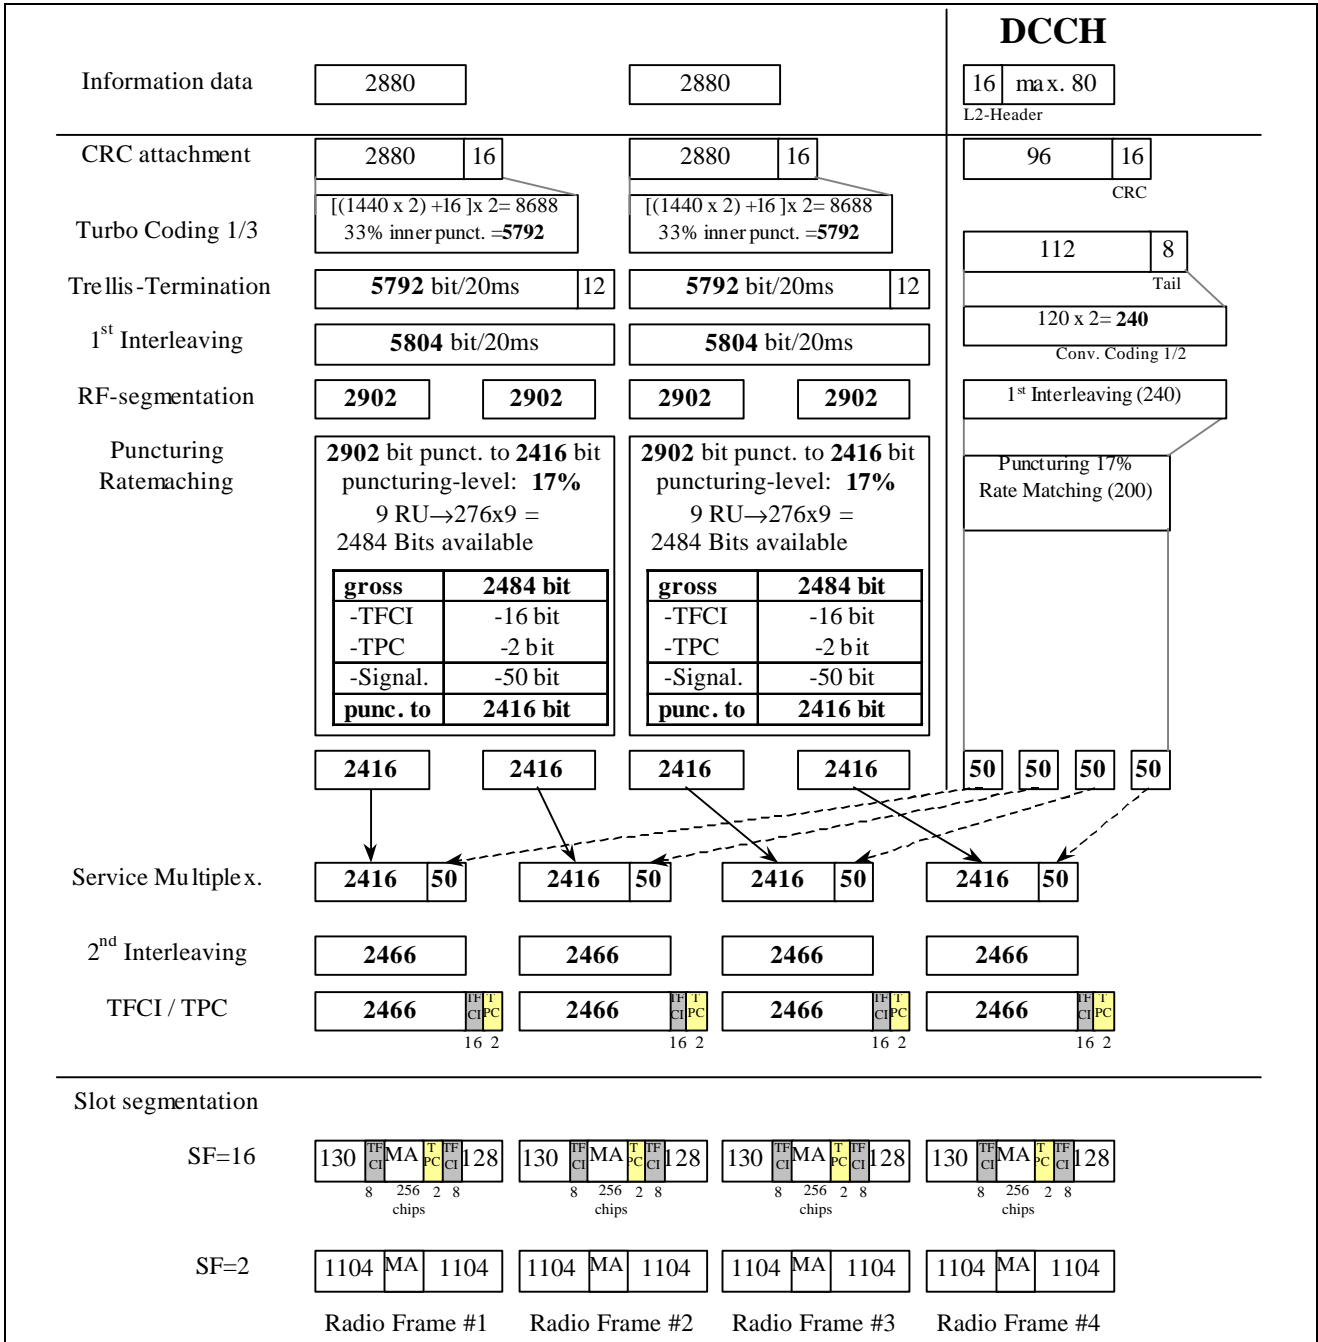 DCCH
Information data 2880 2880 16 max. 80
L2-Header
CRC attachment 2880 16 2880 16 96 16
CRC
[(1440 x 2) +16 ]x 2= 8688 [(1440 x 2) +16 ]x 2= 8688
Turbo Coding 1/3 33% inner punct. =5792 33% inner punct. =5792 112 8
Tail
Trellis-Termination 5792 bit/20ms 12 5792 bit/20ms 12
120 x 2= 240
1st Interleaving 5804 bit/20ms 5804 bit/20ms
Conv. Coding 1/2
RF-segmentation 2902 2902 2902 2902 1st Interleaving (240)
Puncturing 2902 bit punct. to 2416 bit 2902 bit punct. to 2416 bit Puncturing 17%
Ratemaching puncturing-level: 17% puncturing-level: 17% Rate Matching (200)
9 RU→276x9 = 9 RU→276x9 =
2484 Bits available 2484 Bits available
gross 2484 bit gross 2484 bit
-TFCI -16 bit -TFCI -16 bit
-TPC -2 bit -TPC -2 bit
-Signal. -50 bit -Signal. -50 bit
punc. to 2416 bit punc. to 2416 bit
2416 2416 2416 2416 50 50 50 50
Service Multiplex. 2416 50 2416 50 2416 50 2416 50
2nd Interleaving 2466 2466 2466 2466
TFCI / TPC 2466 TFCI TPC 2466 TFCI TPC 2466 TFCI TPC 2466 TFCI TPC
16 2 16 2 16 2 16 2
Slot segmentation
SF=16 130 TFCI MA TPC TFCI 128 130 TFCI MA TPC TFCI 128 130 TFCI MA TPC TFCI 128 130 TFCI MA TPC TFCI 128
8 256 2 8 8 256 2 8 8 256 2 8 8 256 2 8
chips chips chips chips
SF=2 1104 MA 1104 1104 MA 1104 1104 MA 1104 1104 MA 1104
Radio Frame #1 Radio Frame #2 Radio Frame #3 Radio Frame #4